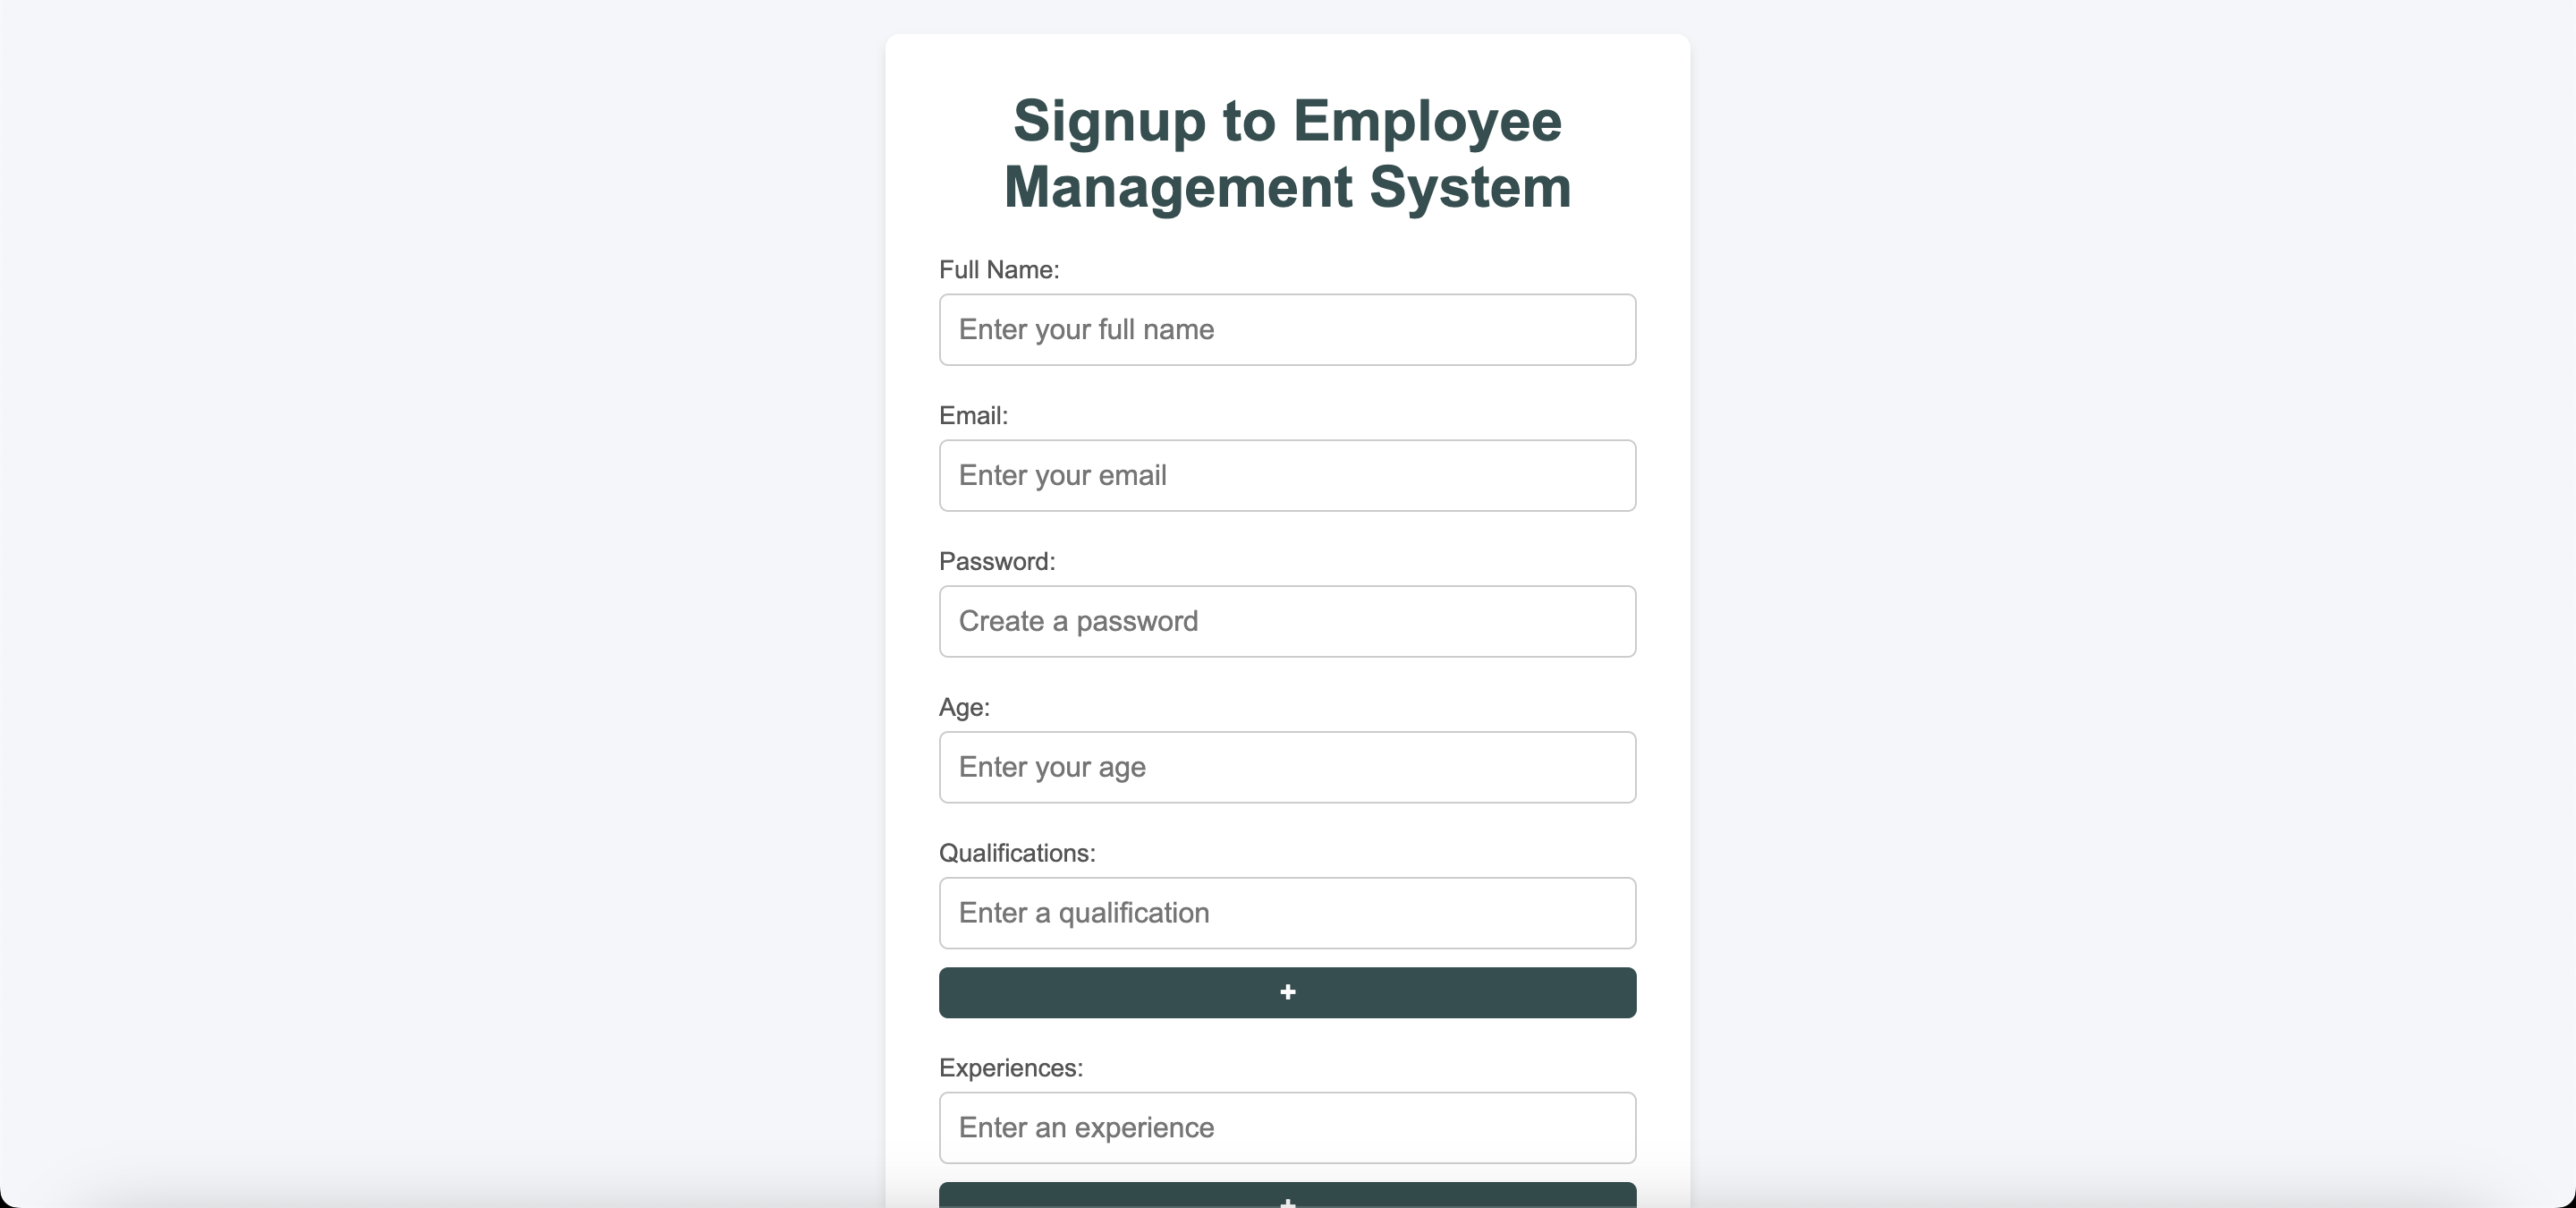 Signup to Employee
Management System
Full Name:
Enter your full name
Email:
Enter your email
Password:
Create a password
Age:
Enter your age
Qualifications:
Enter a qualification
+
Experiences:
Enter an experience
+